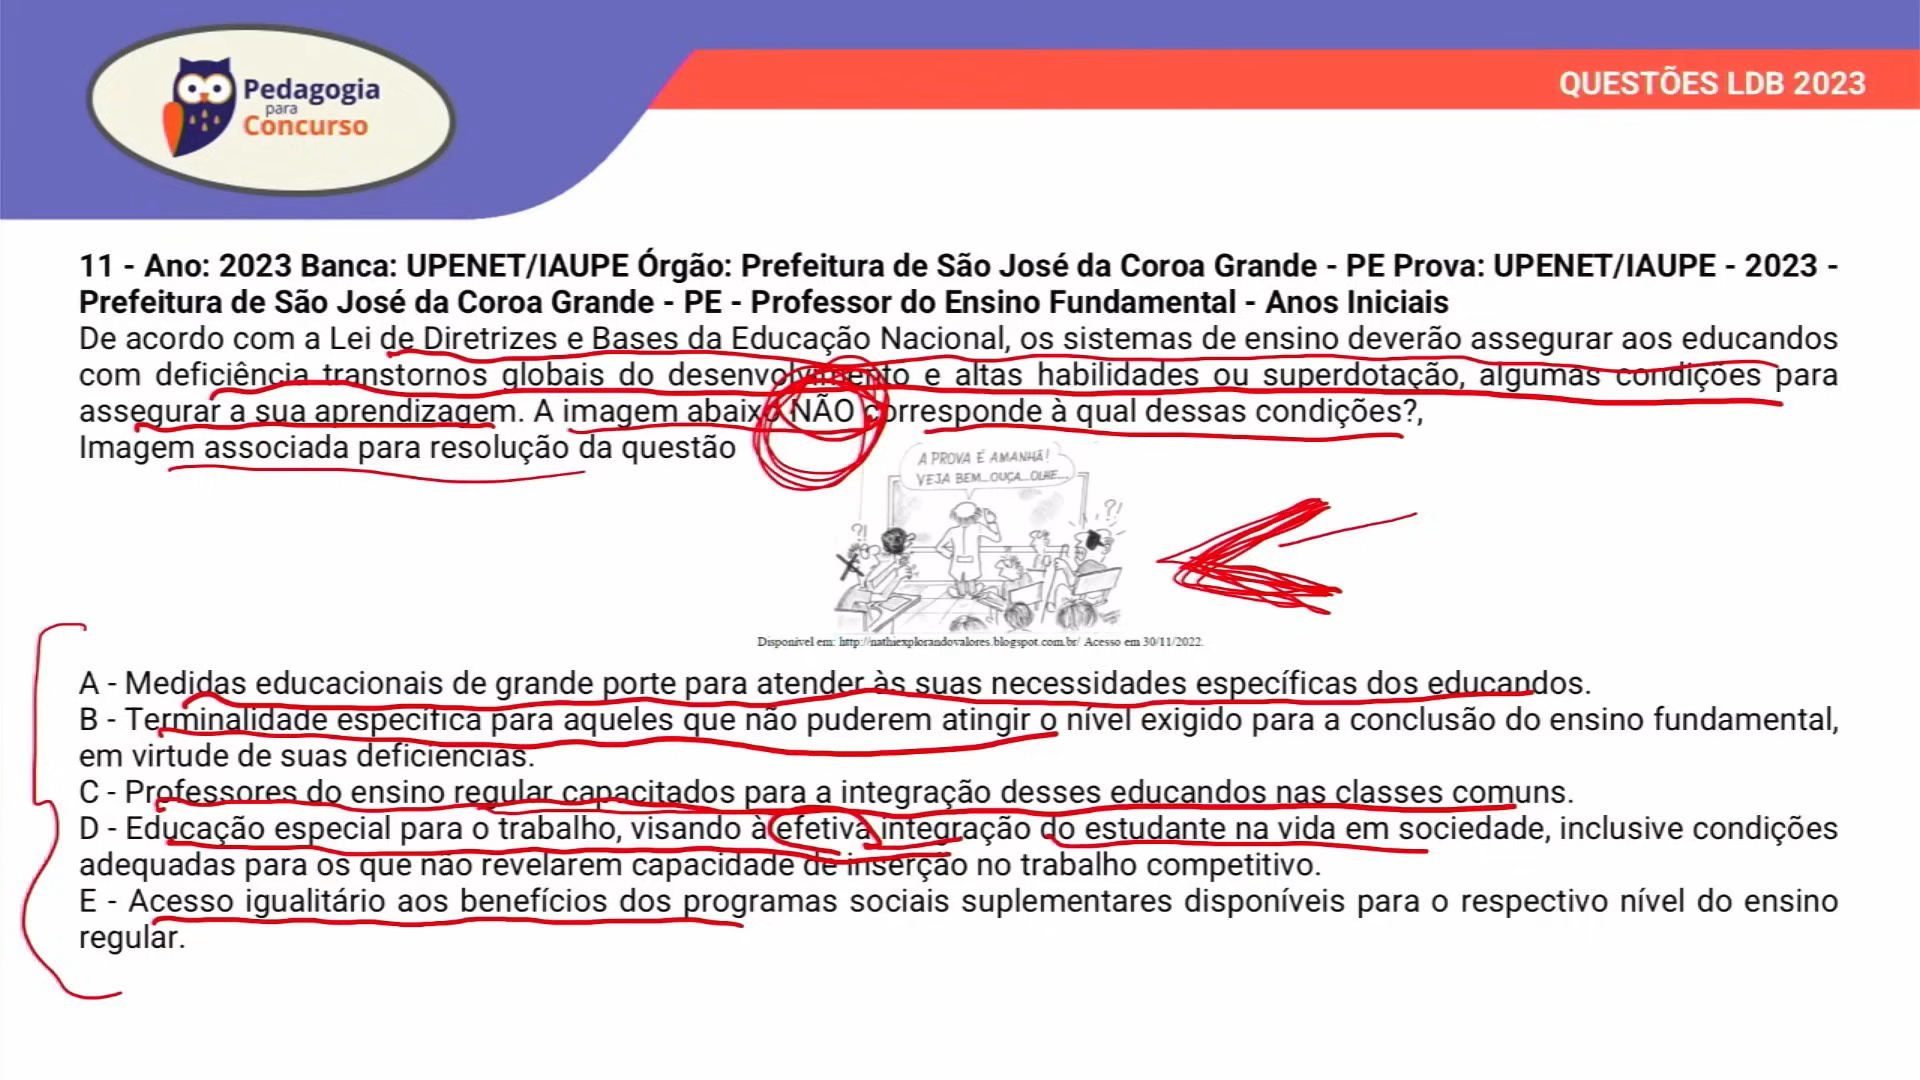 Pedagogia
para
Concurso
QUESTÕES LDB 2023
11 - Ano: 2023 Banca: UPENET/IAUPE Órgão: Prefeitura de São José da Coroa Grande - PE Prova: UPENET/IAUPE - 2023 -
Prefeitura de São José da Coroa Grande - PE - Professor do Ensino Fundamental - Anos Iniciais
De acordo com a Lei de Diretrizes e Bases da Educação Nacional, os sistemas de ensino deverão assegurar aos educandos
com deficiência transtornos globais do desenvolvimento e altas habilidades ou superdotação, algumas condições para
assegurar a sua aprendizagem. A imagem abaixo NÃO corresponde à qual dessas condições?,
Imagem associada para resolução da questão
A PROVA É AMANHÃ!
VEJA BEM...OUÇA...OLHE...
?!
?!
Disponível em: http://nathiexplorandovalores.blogspot.com.br/ Acesso em 30/11/2022.
A - Medidas educacionais de grande porte para atender às suas necessidades específicas dos educandos.
B - Terminalidade específica para aqueles que não puderem atingir o nível exigido para a conclusão do ensino fundamental,
em virtude de suas deficiências.
C - Professores do ensino regular capacitados para a integração desses educandos nas classes comuns.
D - Educação especial para o trabalho, visando à efetiva integração do estudante na vida em sociedade, inclusive condições
adequadas para os que não revelarem capacidade de inserção no trabalho competitivo.
E - Acesso igualitário aos benefícios dos programas sociais suplementares disponíveis para o respectivo nível do ensino
regular.